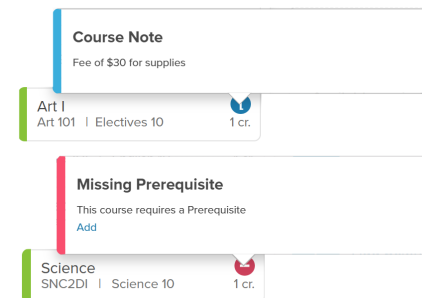 Course Note
Fee of $30 for supplies
Art I
Art 101 | Electives 10
1 cr.
Missing Prerequisite
This course requires a Prerequisite
Add
Science
SNC2DI | Science 10
1 cr.